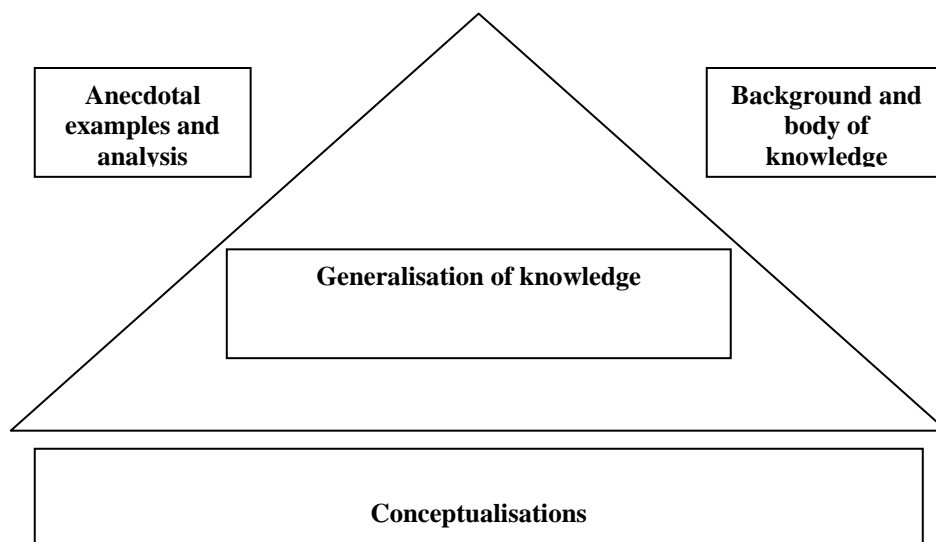 Anecdotal
examples and
analysis
Background and
body of
knowledge
Generalisation of knowledge
Conceptualisations